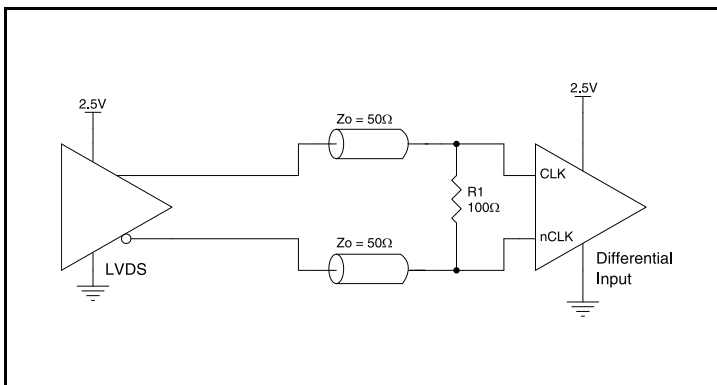 2.5V
2.5V
Zo = 50Ω
CLK
R1
100Ω
nCLK
Zo = 50Ω
LVDS
Differential
Input